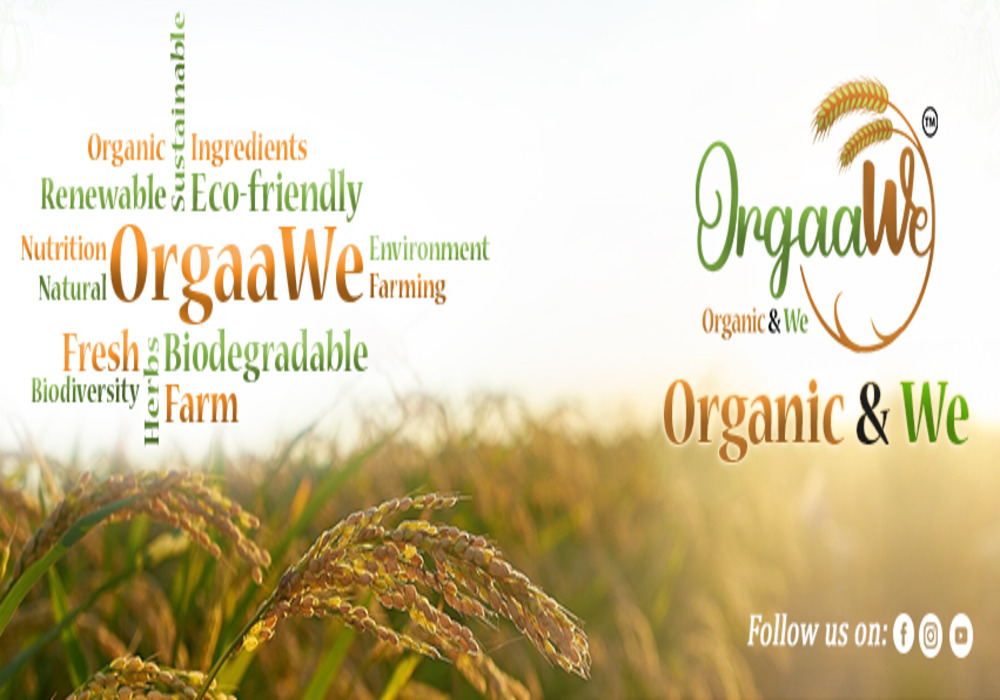 Sustainable
Organic Ingredients
Renewable Eco-friendly
Nutrition OrgaaWe Environment
Natural Farming
Fresh Herbs Biodegradable
Biodiversity Farm
OrgaaWe TM
Organic & We
Organic & We
Follow us on: